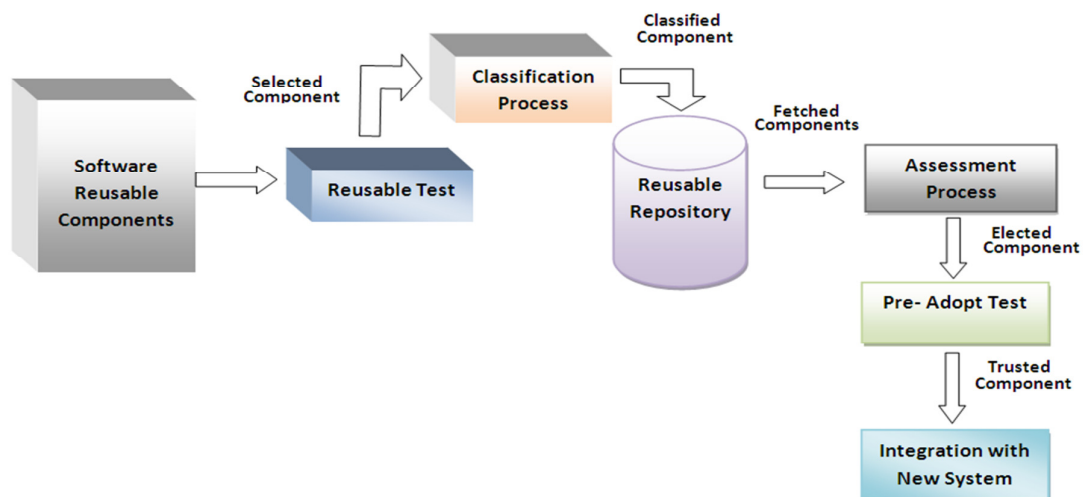 Software
Reusable
Components
Reusable Test
Selected
Component
Classification
Process
Classified
Component
Reusable
Repository
Fetched
Components
Assessment
Process
Elected
Component
Pre- Adopt Test
Trusted
Component
Integration with
New System